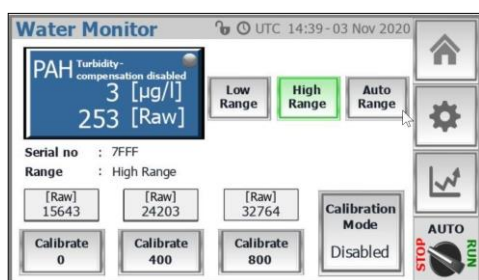 Water Monitor
UTC 14:39 - 03 Nov 2020
PAH Turbidity-
compensation disabled
3 [µg/l]
253 [Raw]
Low
Range
High
Range
Auto
Range
Serial no : 7FFF
Range : High Range
[Raw]
15643
[Raw]
24203
[Raw]
32764
Calibrate
0
Calibrate
400
Calibrate
800
Calibration
Mode
Disabled
AUTO
STOP
RUN